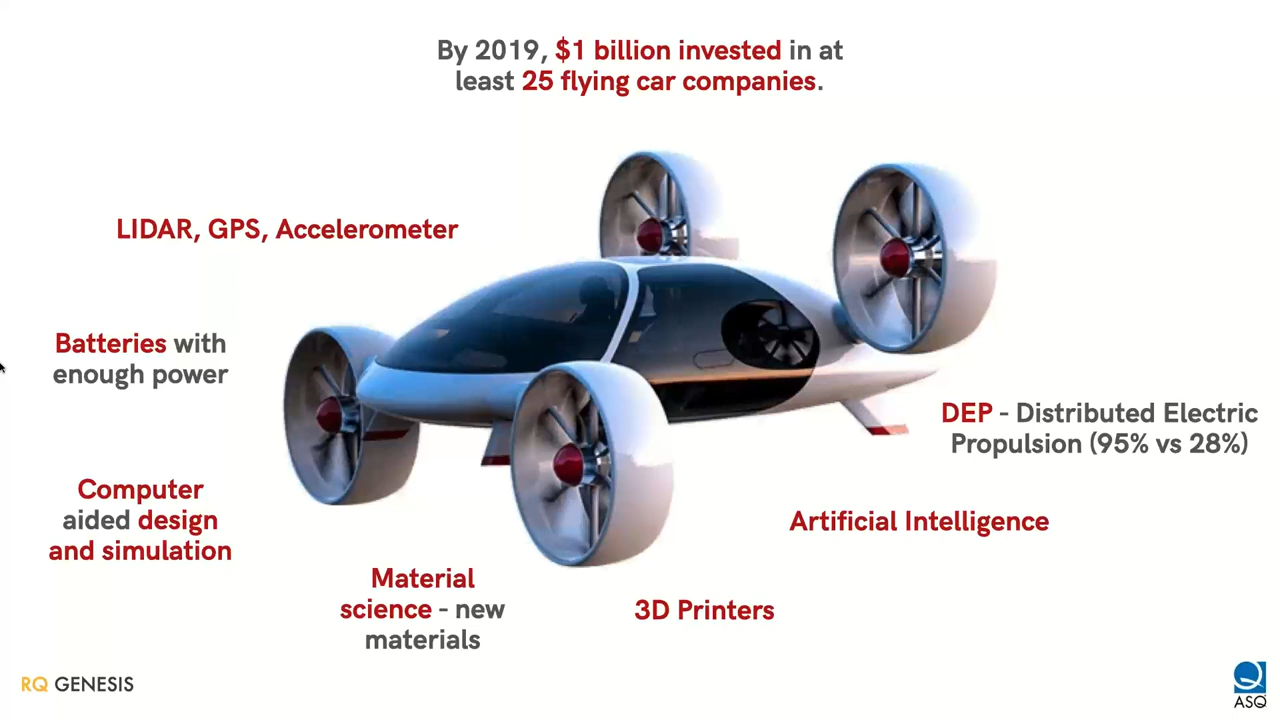 By 2019, $1 billion invested in at
least 25 flying car companies.
LIDAR, GPS, Accelerometer
Batteries with
enough power
DEP - Distributed Electric
Propulsion (95% vs 28%)
Computer
aided design
and simulation
Artificial Intelligence
Material
science - new
materials
3D Printers
RQ GENESIS
ASQ